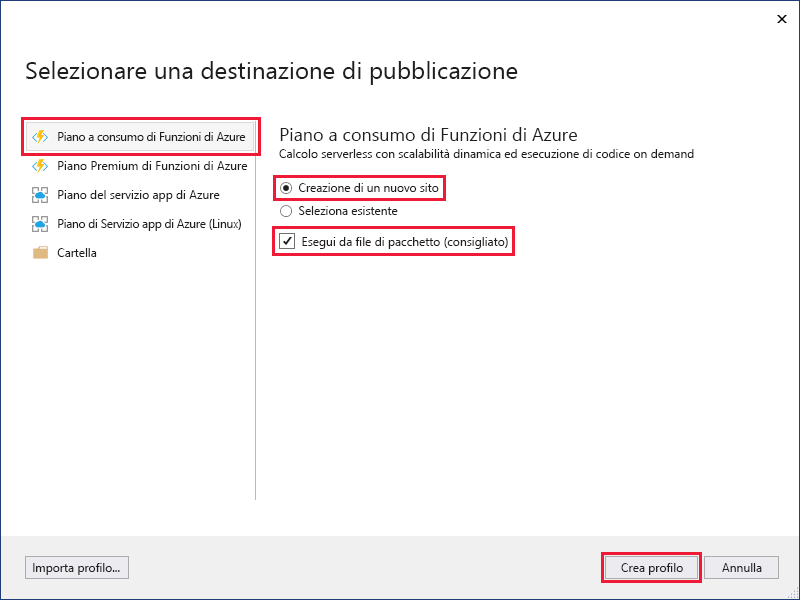 Selezionare una destinazione di pubblicazione
Piano a consumo di Funzioni di Azure
Piano Premium di Funzioni di Azure
Piano del servizio app di Azure
Piano di Servizio app di Azure (Linux)
Cartella
Piano a consumo di Funzioni di Azure
Calcolo serverless con scalabilità dinamica ed esecuzione di codice on demand
Creazione di un nuovo sito
Seleziona esistente
Esegui da file di pacchetto (consigliato)
Importa profilo...
Crea profilo
Annulla